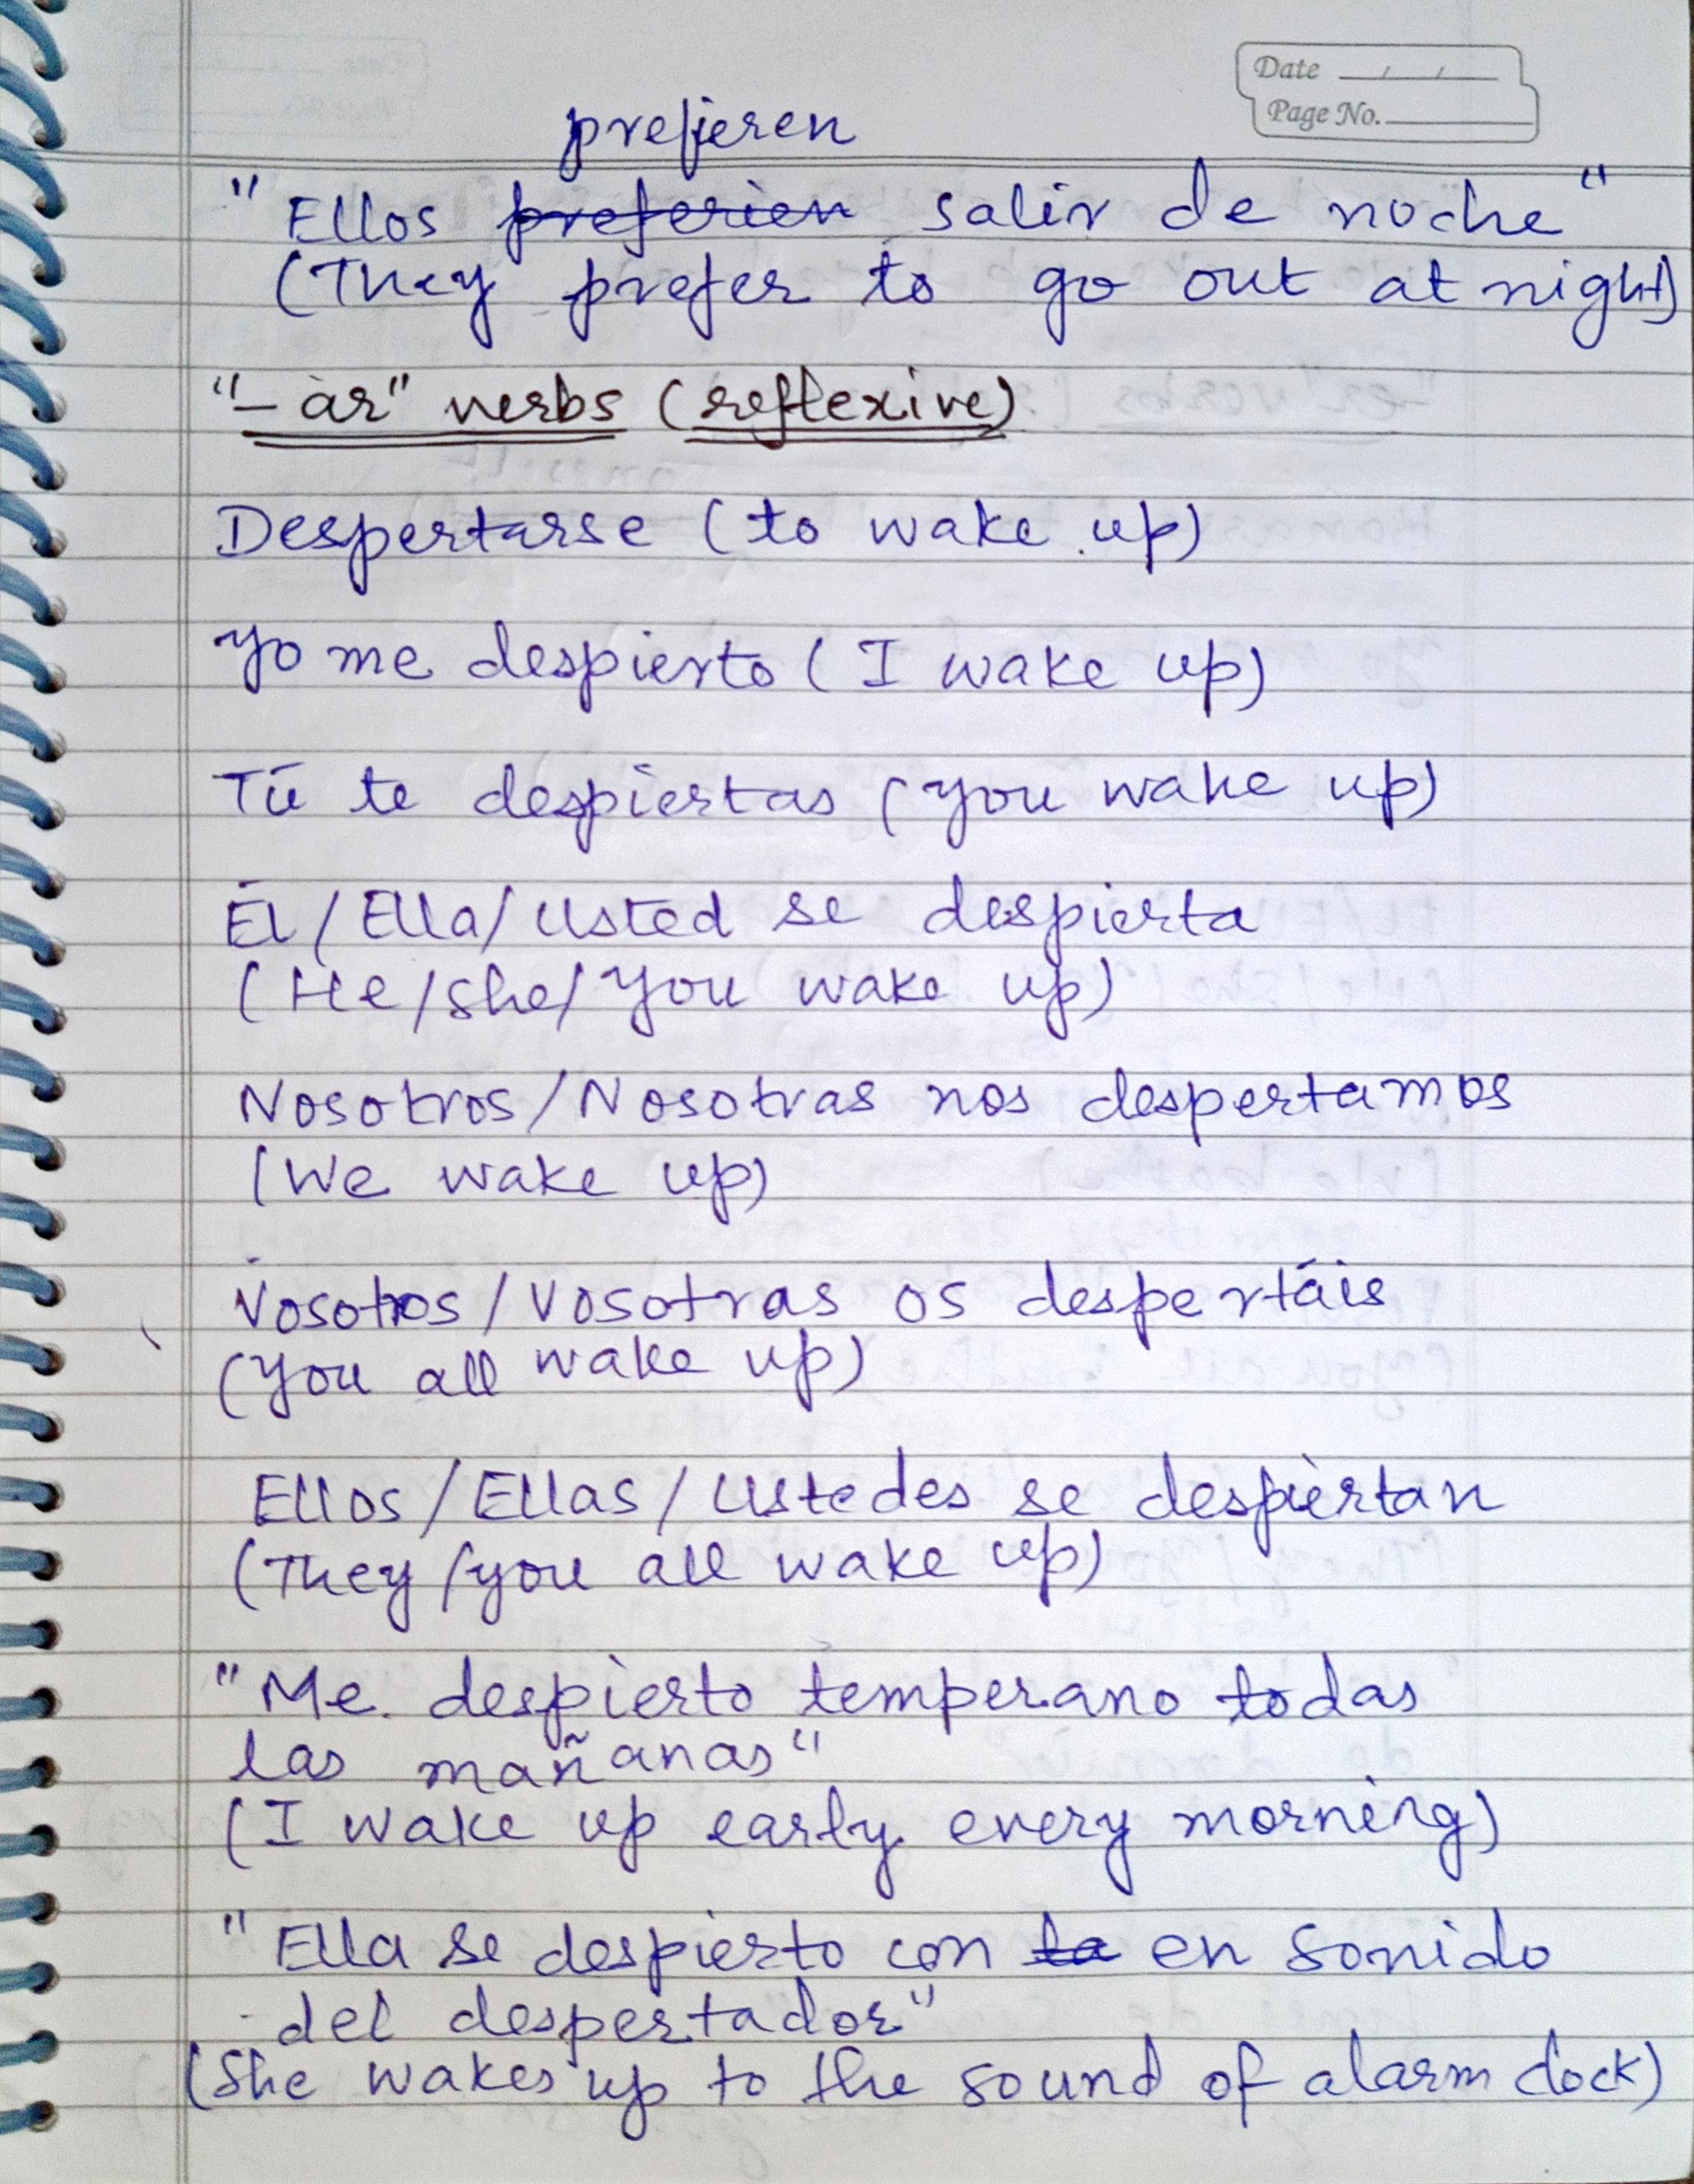 Date __/__/__
Page No.
prefieren
"Ellos preferien salir de noche"
(They prefer to go out at night)
"-ar" verbs (reflexive)
Despertarse (to wake up)
Yo me despierto (I wake up)
Tú te despiertas (you wake up)
Él/Ella/Usted se despierta
(He/she/You wake up)
Nosotros/Nosotras nos despertamos
(We wake up)
Vosotros/Vosotras os despertáis
(you all wake up)
Ellos/Ellas/Ustedes se despiertan
(They/you all wake up)
"Me despierto temperano todas
las mañanas"
(I wake up early every morning)
"Ella se despierto con la en sonido
del despertador"
(She wakes up to the sound of alarm clock)